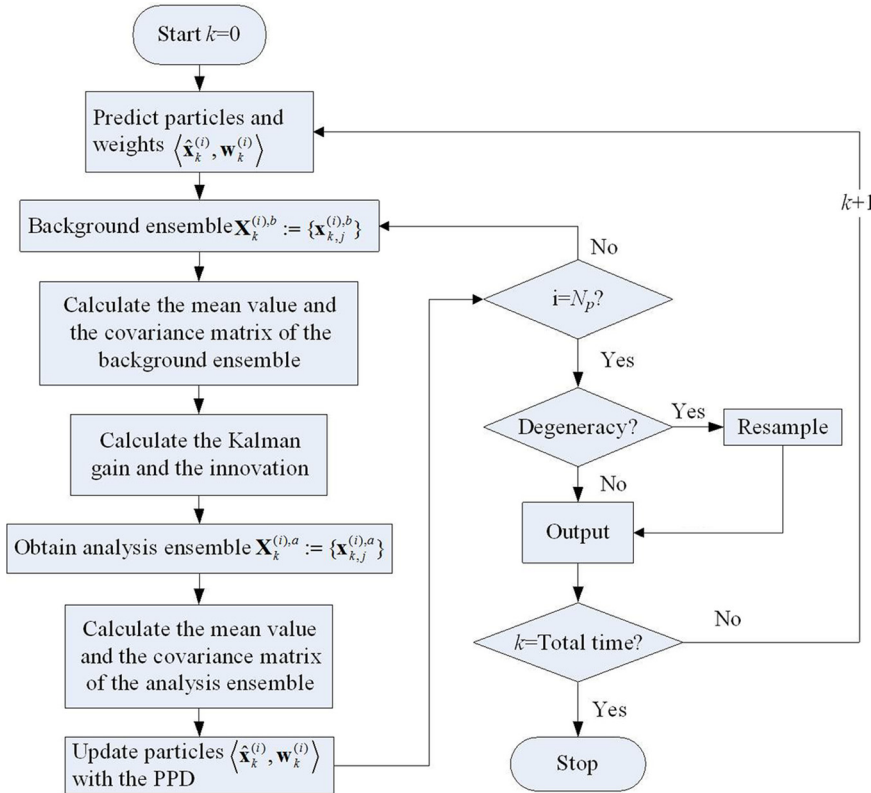 Start k=0
Predict particles and
weights ⟨x̂_k^(i), w_k^(i)⟩
Background ensemble X_k^(i),b := {x_k,j^(i),b}
Calculate the mean value and
the covariance matrix of the
background ensemble
Calculate the Kalman
gain and the innovation
Obtain analysis ensemble X_k^(i),a := {x_k,j^(i),a}
Calculate the mean value
and the covariance matrix
of the analysis ensemble
Update particles ⟨x̂_k^(i), w_k^(i)⟩
with the PPD
i=N_p?
No
Yes
Degeneracy?
Yes
Resample
No
Output
k=Total time?
No
k+1
Yes
Stop